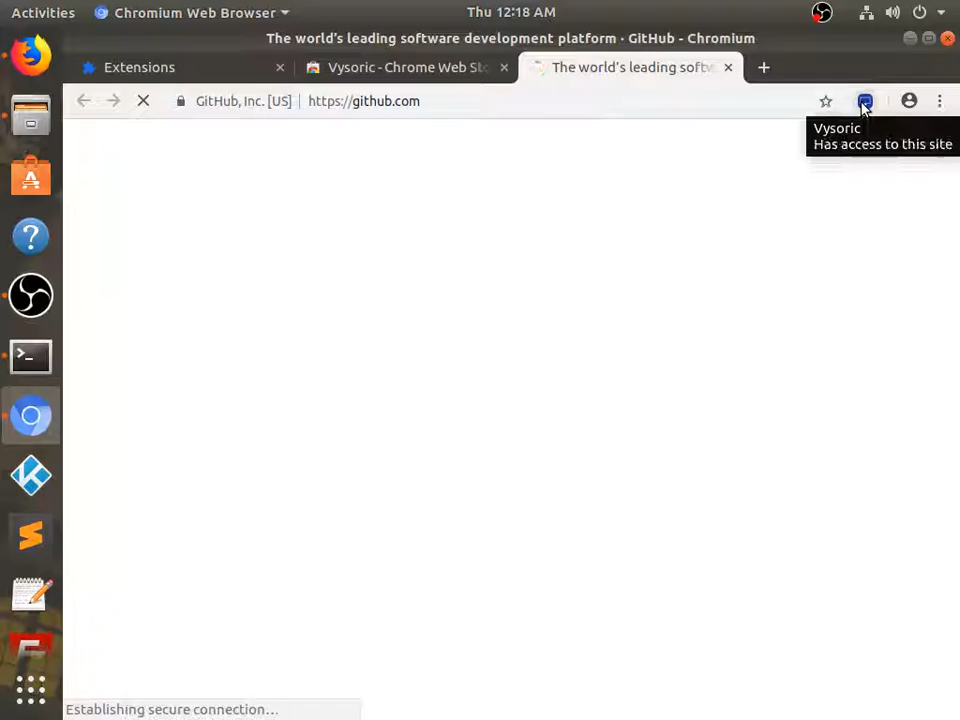 Activities
Chromium Web Browser
Thu 12:18 AM
The world's leading software development platform · GitHub - Chromium
Extensions
Vysoric - Chrome Web Sto
The world's leading softw
GitHub, Inc. [US]
https://github.com
Vysoric
Has access to this site
Establishing secure connection…